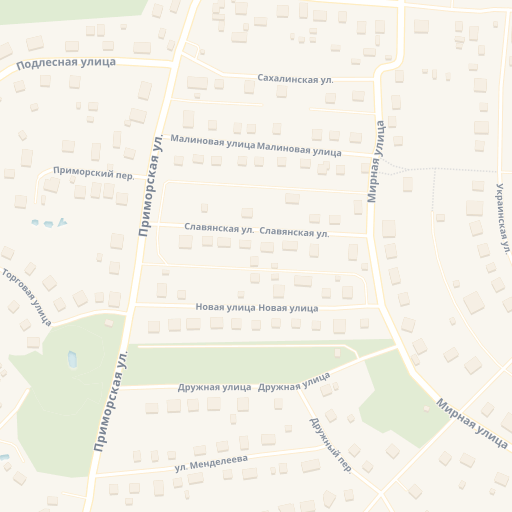 Подлесная улица
Сахалинская ул.
Малиновая улица Малиновая улица
Приморский пер.
Приморская ул.
Мирная улица
Украинская ул.
Славянская ул. Славянская ул.
Торговая улица
Новая улица Новая улица
Приморская ул.
Дружная улица Дружная улица
Мирная улица
Дружный пер.
ул. Менделеева